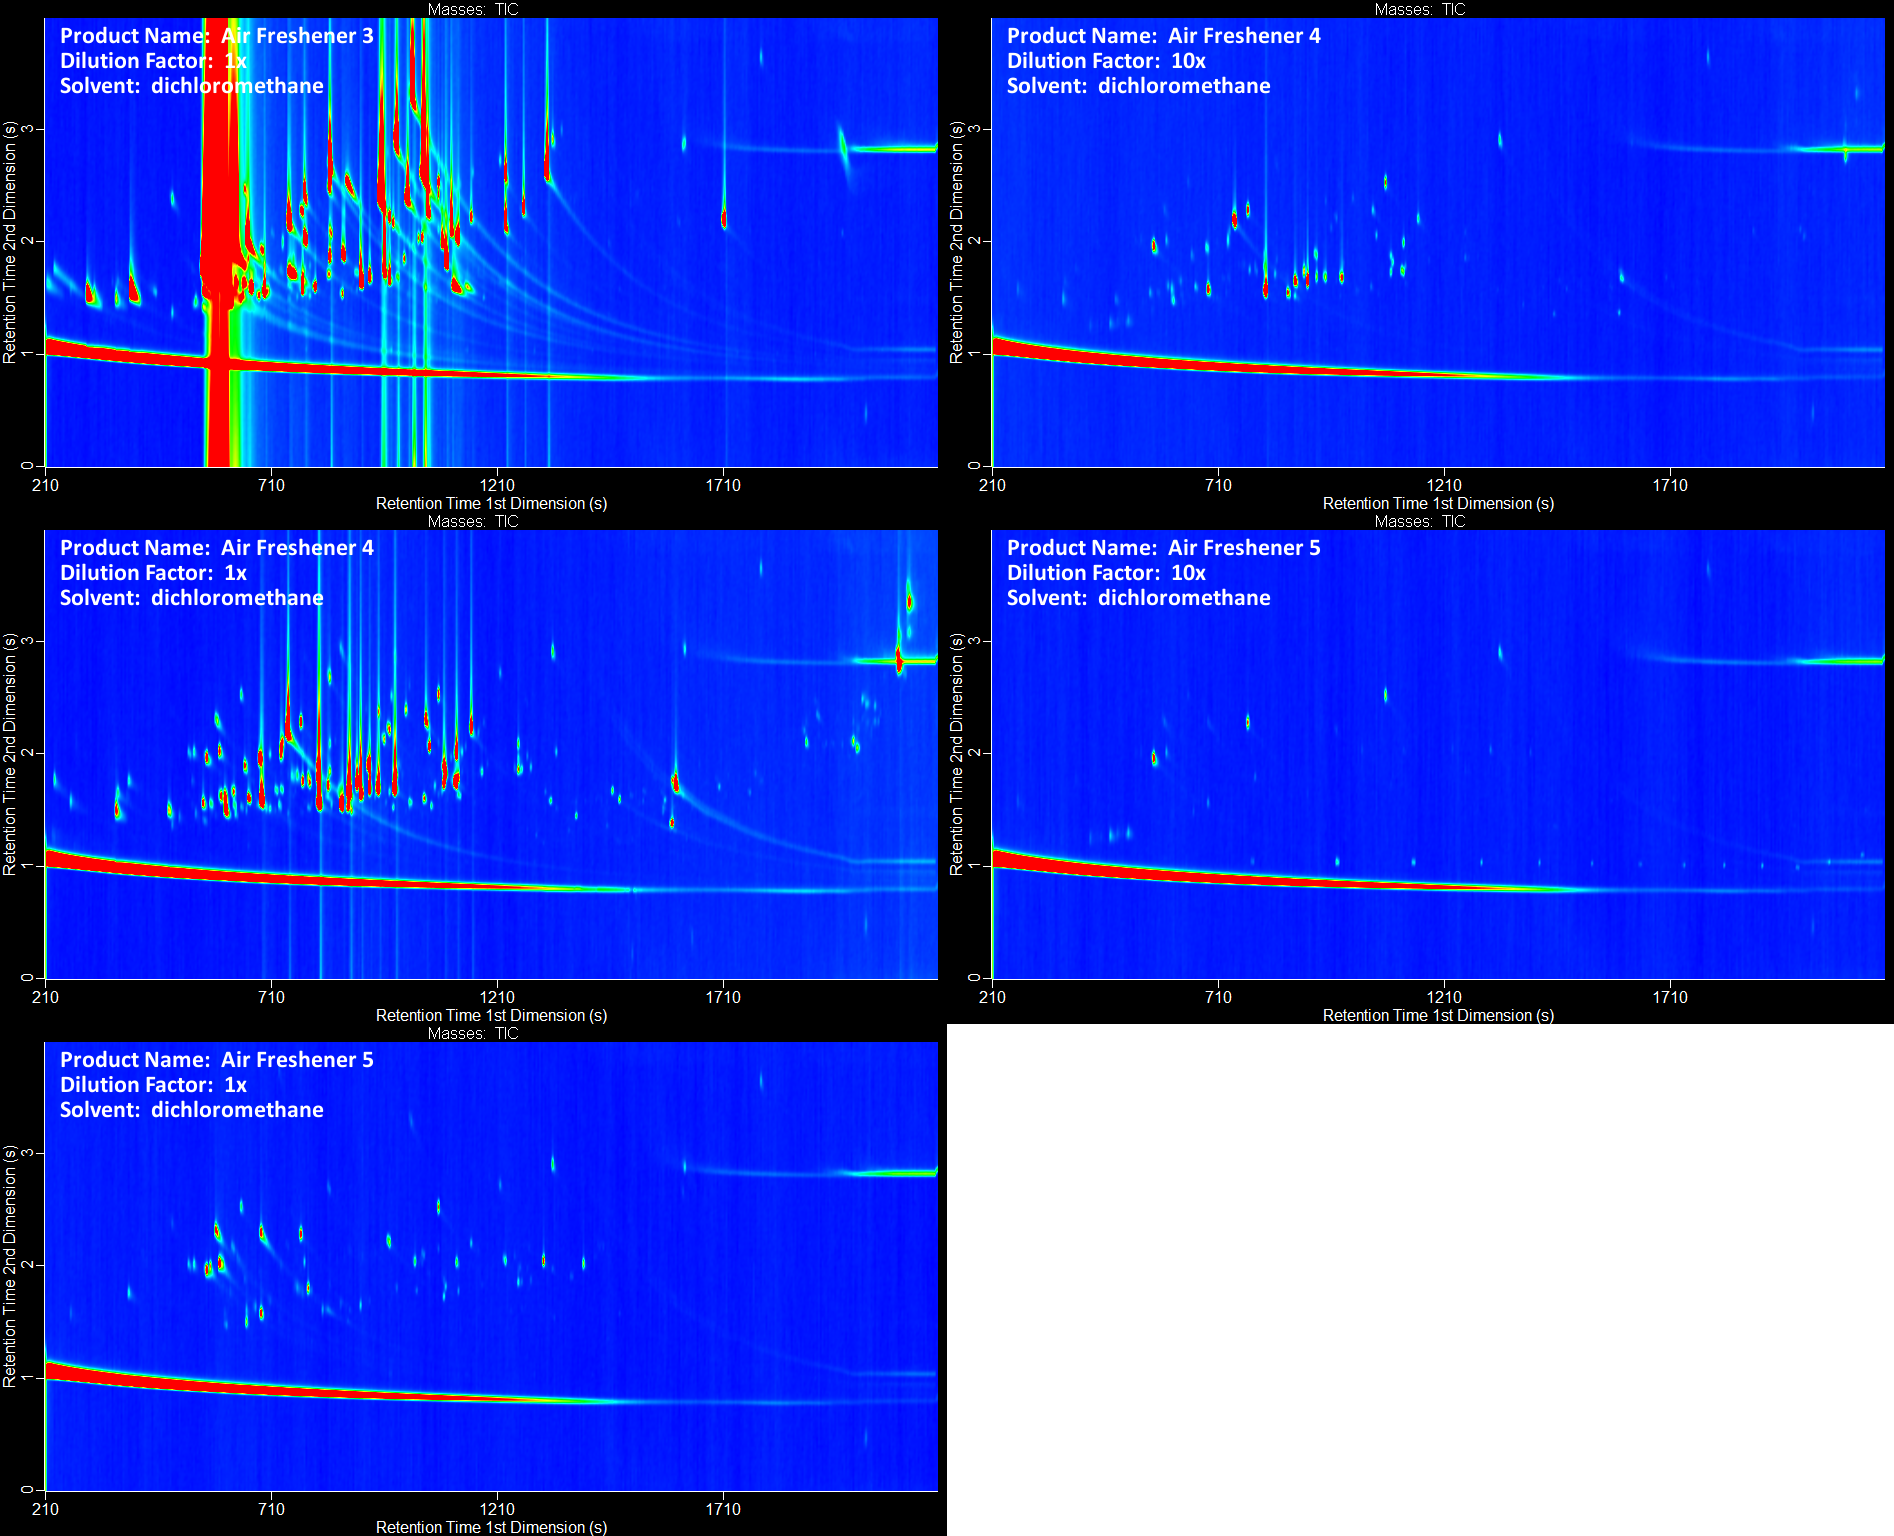 Masses: TIC
Product Name: Air Freshener 3
Dilution Factor: 1x
Solvent: dichloromethane
Retention Time 2nd Dimension (s)
3
2
1
0
210 710 1210 1710
Retention Time 1st Dimension (s)
Masses: TIC
Product Name: Air Freshener 4
Dilution Factor: 10x
Solvent: dichloromethane
Retention Time 2nd Dimension (s)
3
2
1
0
210 710 1210 1710
Retention Time 1st Dimension (s)
Masses: TIC
Product Name: Air Freshener 4
Dilution Factor: 1x
Solvent: dichloromethane
Retention Time 2nd Dimension (s)
3
2
1
0
210 710 1210 1710
Retention Time 1st Dimension (s)
Masses: TIC
Product Name: Air Freshener 5
Dilution Factor: 10x
Solvent: dichloromethane
Retention Time 2nd Dimension (s)
3
2
1
0
210 710 1210 1710
Retention Time 1st Dimension (s)
Masses: TIC
Product Name: Air Freshener 5
Dilution Factor: 1x
Solvent: dichloromethane
Retention Time 2nd Dimension (s)
3
2
1
0
210 710 1210 1710
Retention Time 1st Dimension (s)